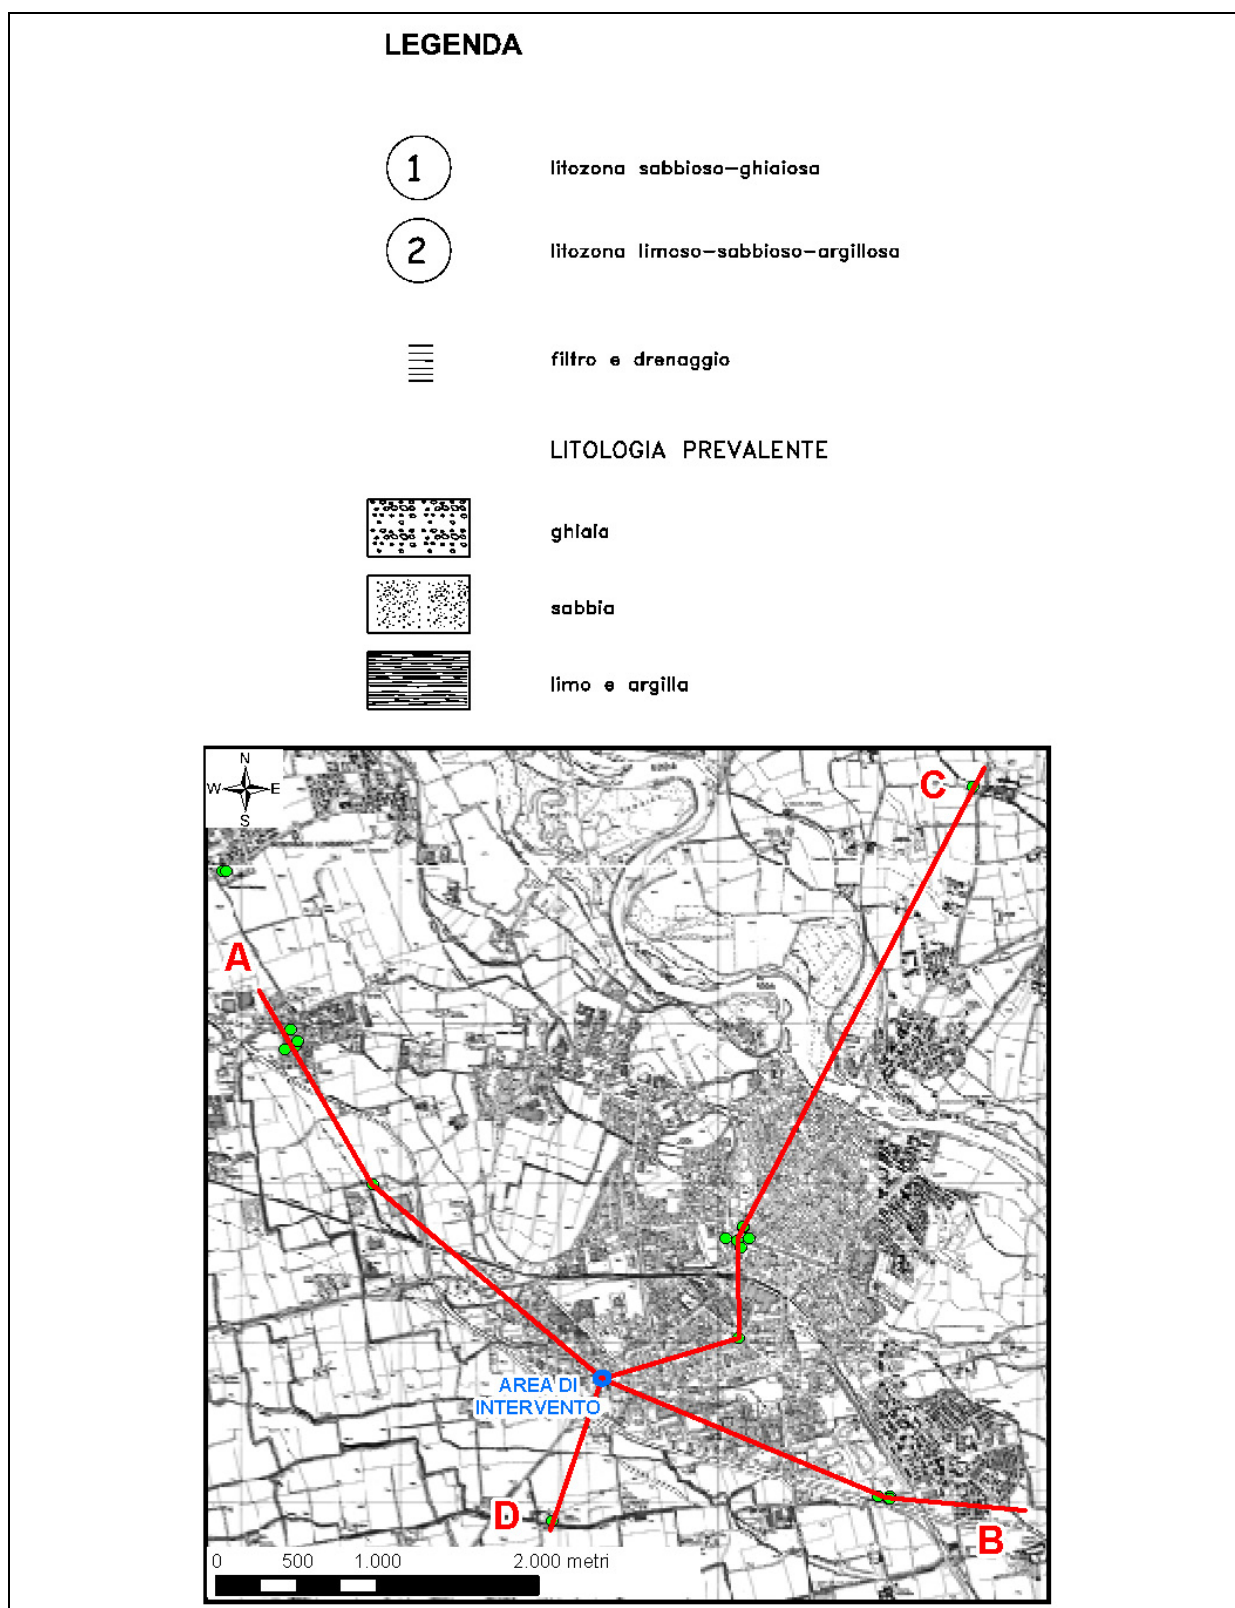 LEGENDA
1
litozona sabbioso-ghiaiosa
2
litozona limoso-sabbioso-argillosa
filtro e drenaggio
LITOLOGIA PREVALENTE
ghiaia
sabbia
limo e argilla
N
W E
S
C
A
AREA DI
INTERVENTO
D
B
0 500 1.000 2.000 metri